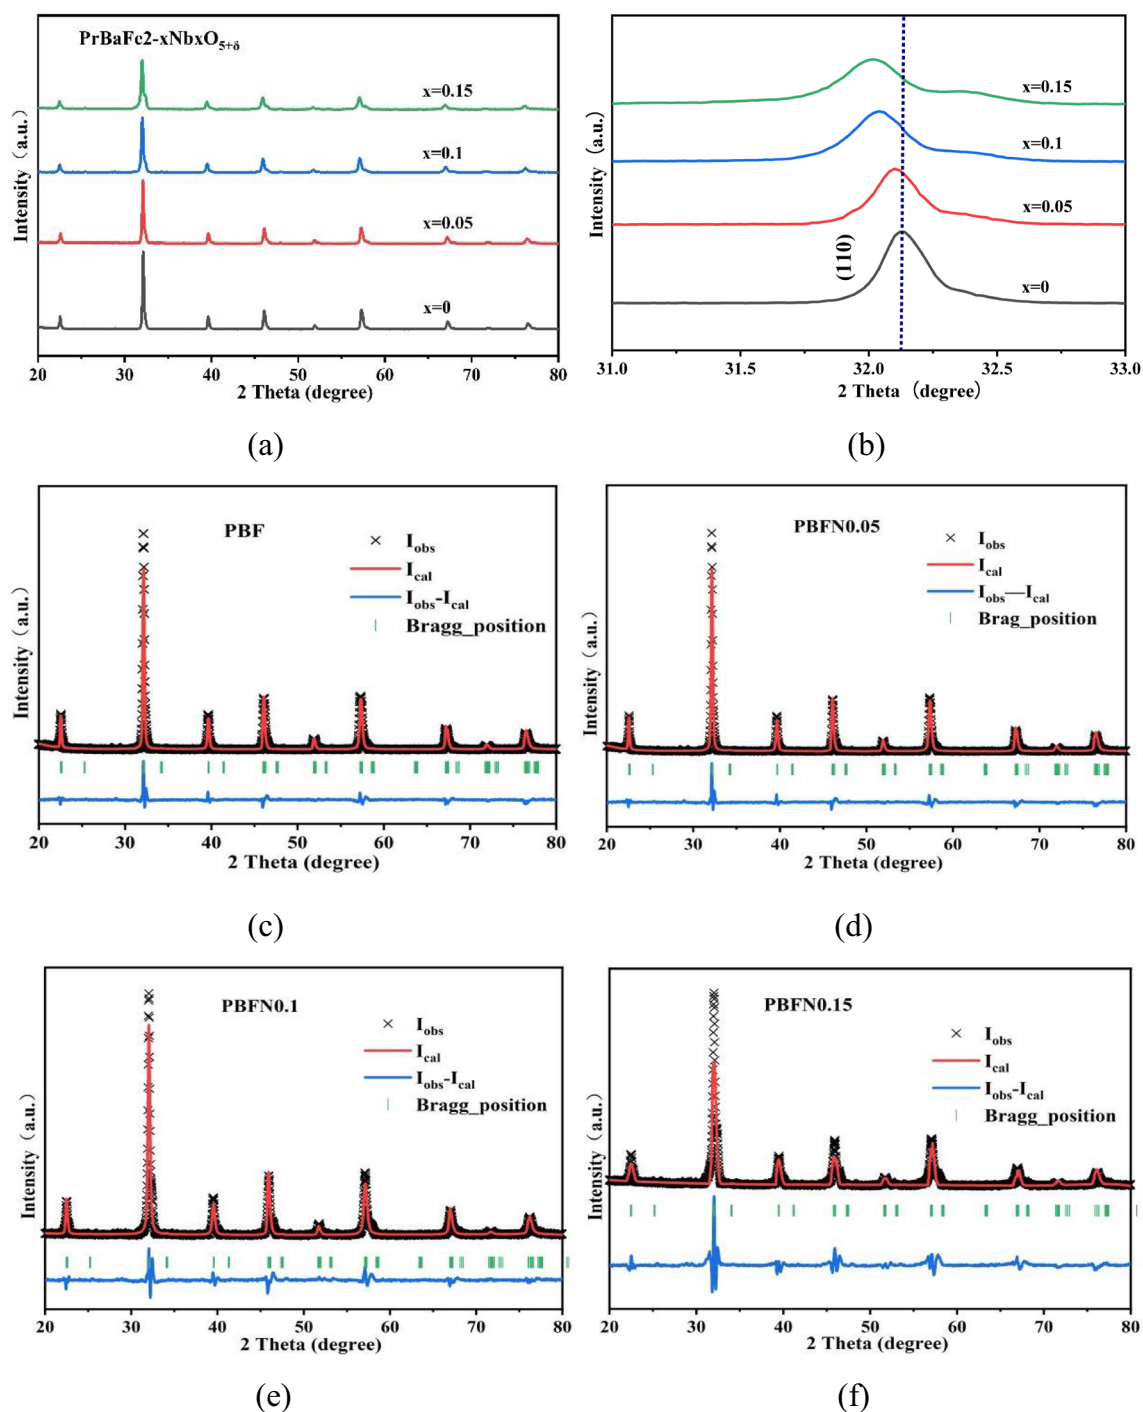 PrBaFe2-xNbxO5+δ
x=0.15
x=0.1
x=0.05
x=0
Intensity（a.u.）
20 30 40 50 60 70 80
2 Theta (degree)
(a)
x=0.15
x=0.1
x=0.05
x=0
(110)
Intensity (a.u.)
31.0 31.5 32.0 32.5 33.0
2 Theta（degree）
(b)
PBF
Iobs
Ical
Iobs-Ical
Bragg_position
Intensity（a.u.）
20 30 40 50 60 70 80
2 Theta (degree)
(c)
PBFN0.05
Iobs
Ical
Iobs—Ical
Brag_position
Intensity（a.u.）
20 30 40 50 60 70 80
2 Theta (degree)
(d)
PBFN0.1
Iobs
Ical
Iobs-Ical
Bragg_position
Intensity（a.u.）
20 30 40 50 60 70 80
2 Theta (degree)
(e)
PBFN0.15
Iobs
Ical
Iobs-Ical
Bragg_position
Intensity（a.u.）
20 30 40 50 60 70 80
2 Theta (degree)
(f)